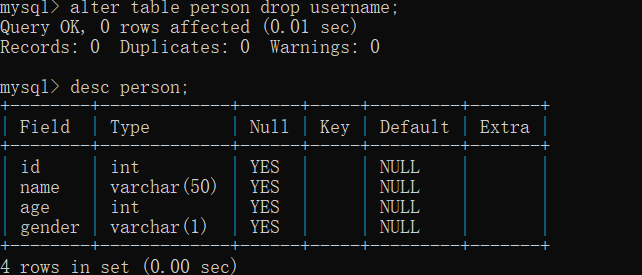 mysql> alter table person drop username;
Query OK, 0 rows affected (0.01 sec)
Records: 0  Duplicates: 0  Warnings: 0
mysql> desc person;
+--------+-------------+------+-----+---------+-------+
| Field  | Type        | Null | Key | Default | Extra |
+--------+-------------+------+-----+---------+-------+
| id     | int         | YES  |     | NULL    |       |
| name   | varchar(50) | YES  |     | NULL    |       |
| age    | int         | YES  |     | NULL    |       |
| gender | varchar(1)  | YES  |     | NULL    |       |
+--------+-------------+------+-----+---------+-------+
4 rows in set (0.00 sec)